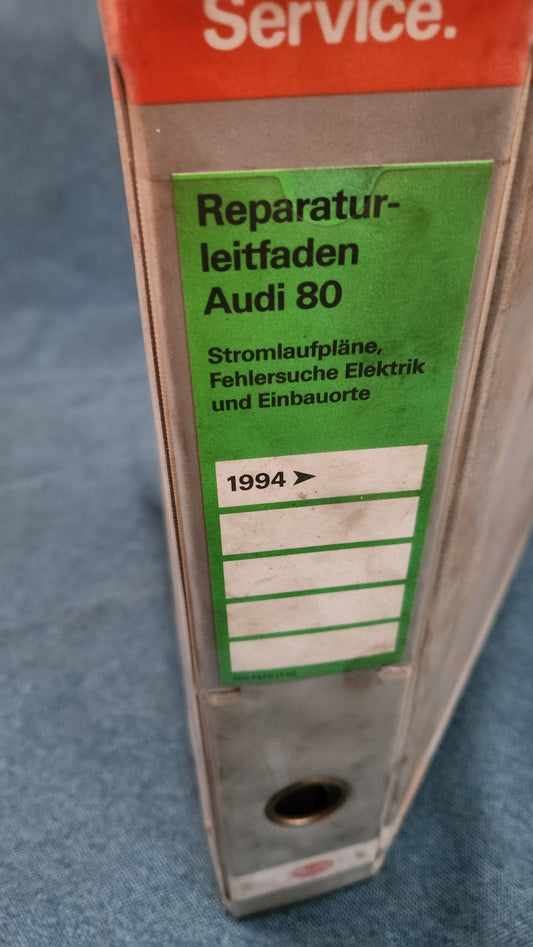 Service.
Reparatur-
leitfaden
Audi 80
Stromlaufpläne,
Fehlersuche Elektrik
und Einbauorte
1994 ➤